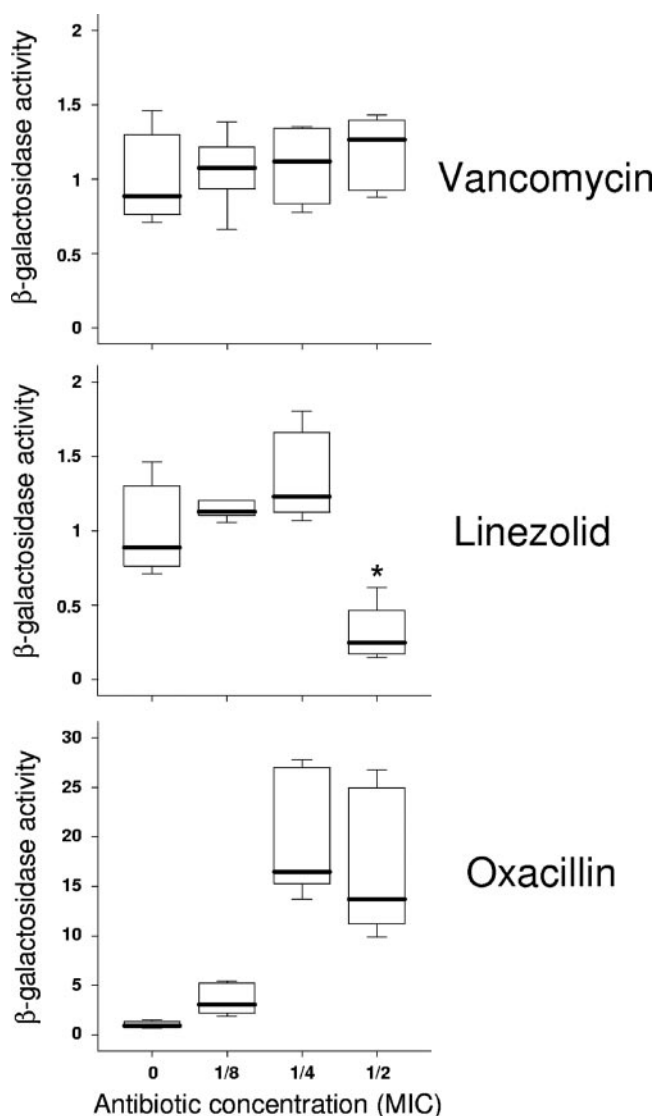 2
1.5
1
0.5
0
β-galactosidase activity
Vancomycin
2
1.5
1
0.5
0
β-galactosidase activity
*
Linezolid
30
25
20
15
10
5
0
β-galactosidase activity
Oxacillin
0 1/8 1/4 1/2
Antibiotic concentration (MIC)